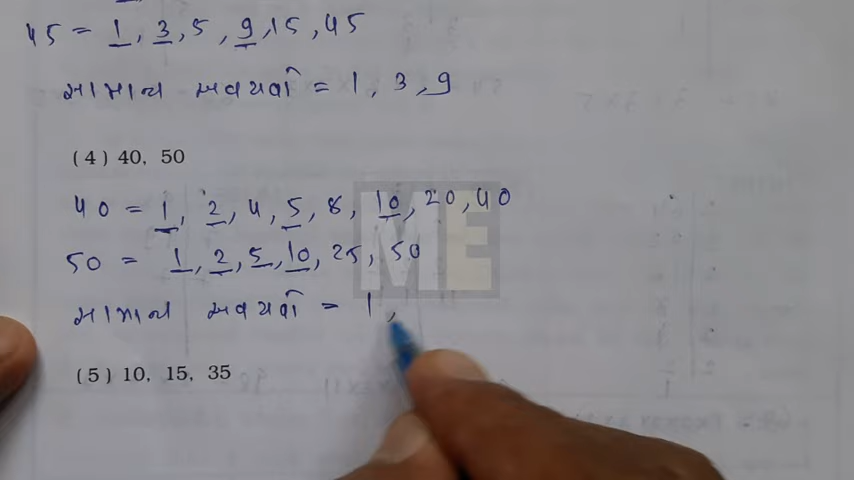 45 = 1, 3, 5, 9, 15, 45
સામાન્ય અવયવો = 1, 3, 9
(4) 40, 50
40 = 1, 2, 4, 5, 8, 10, 20, 40
50 = 1, 2, 5, 10, 25, 50
સામાન્ય અવયવો = 1,
(5) 10, 15, 35
ME